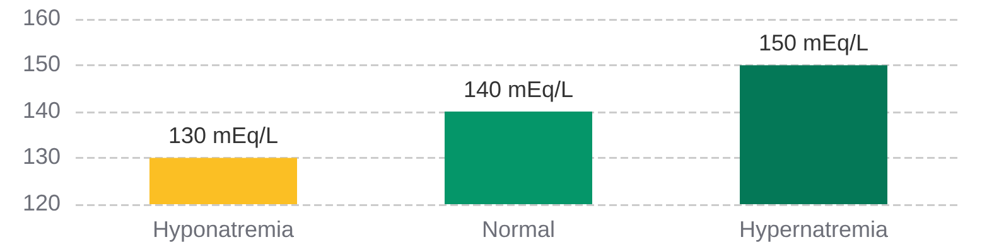 160
150 mEq/L
150
140 mEq/L
140
130 mEq/L
130
120
Hyponatremia Normal Hypernatremia